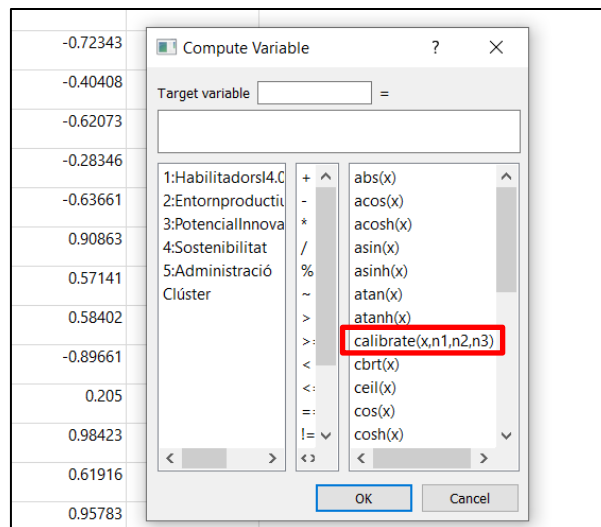 -0.72343
-0.40408
-0.62073
-0.28346
-0.63661
0.90863
0.57141
0.58402
-0.89661
0.205
0.98423
0.61916
0.95783
Compute Variable ? ×
Target variable =
1:HabilitadorsI4.0
2:Entornproductiu
3:PotencialInnova
4:Sostenibilitat
5:Administració
Clúster
+
-
*
/
%
~
>
>=
<
<=
==
!=
abs(x)
acos(x)
acosh(x)
asin(x)
asinh(x)
atan(x)
atanh(x)
calibrate(x,n1,n2,n3)
cbrt(x)
ceil(x)
cos(x)
cosh(x)
OK Cancel